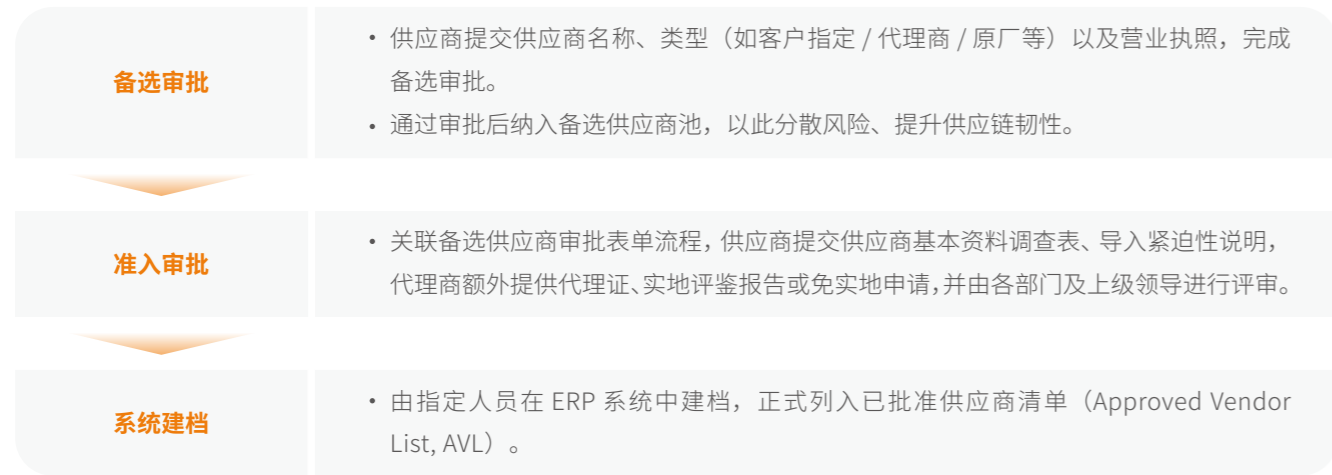 备选审批
• 供应商提交供应商名称、类型（如客户指定 / 代理商 / 原厂等）以及营业执照，完成
备选审批。
• 通过审批后纳入备选供应商池，以此分散风险、提升供应链韧性。
准入审批
• 关联备选供应商审批表单流程，供应商提交供应商基本资料调查表、导入紧迫性说明，
代理商额外提供代理证、实地评鉴报告或免实地申请，并由各部门及上级领导进行评审。
系统建档
• 由指定人员在 ERP 系统中建档，正式列入已批准供应商清单（Approved Vendor
List, AVL）。